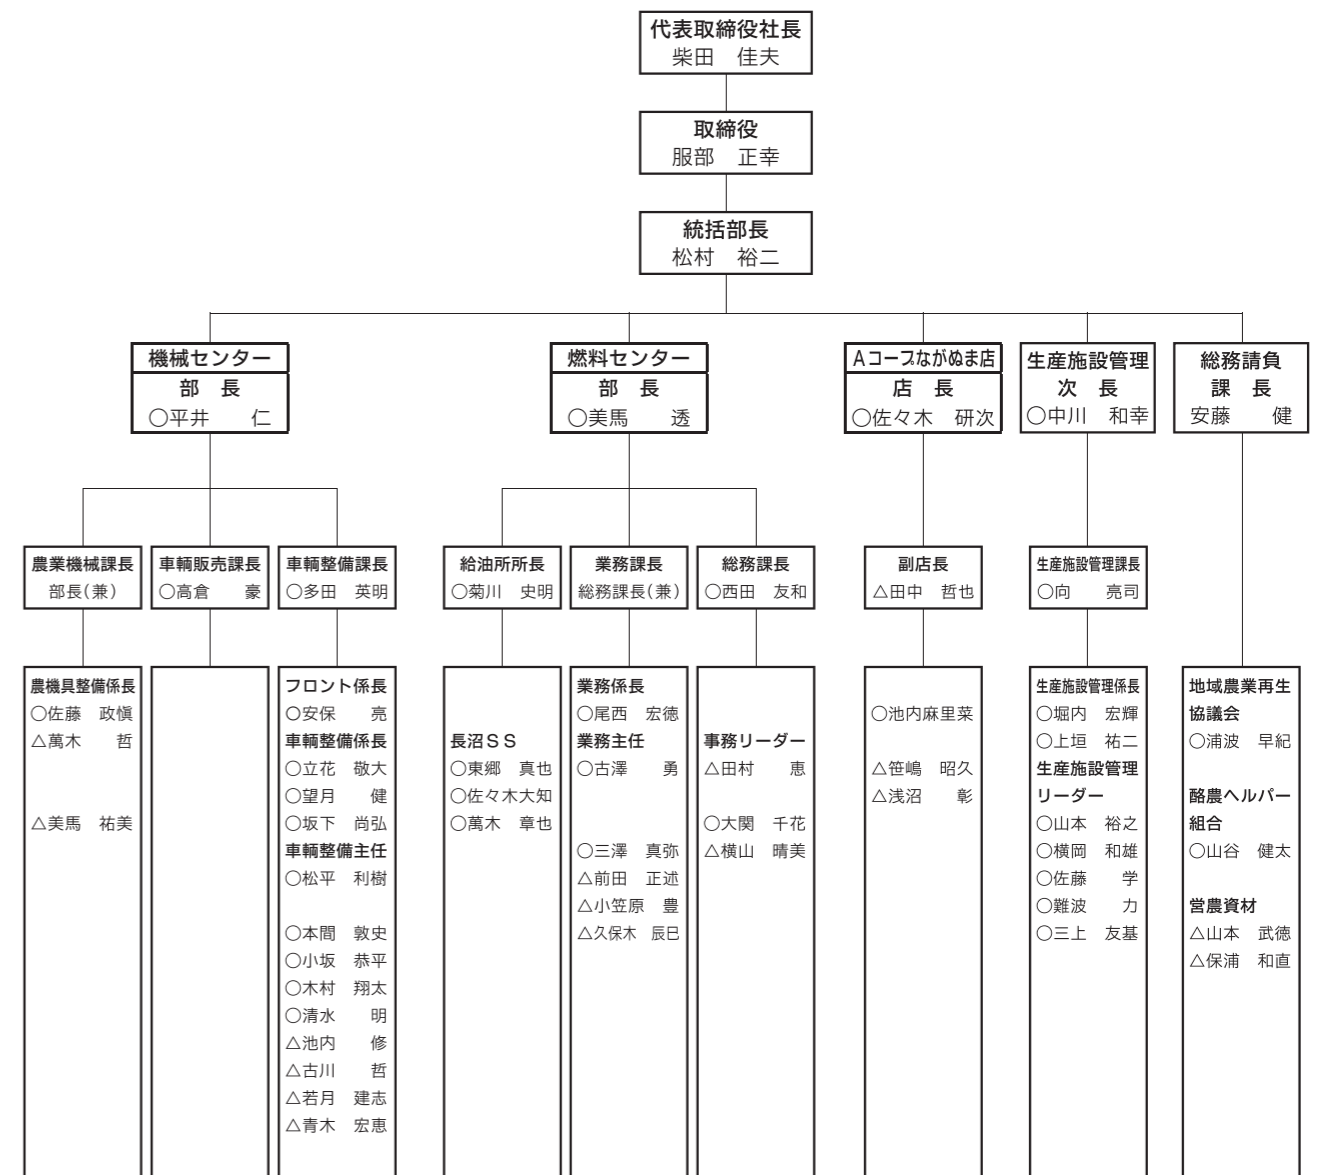 代表取締役社長
柴田　佳夫
取締役
服部　正幸
統括部長
松村　裕二
機械センター
部　長
○平井　　仁
燃料センター
部　長
○美馬　　透
Aコープながぬま店
店　長
○佐々木　研次
生産施設管理
次　長
○中川　和幸
総務請負
課　長
安藤　　健
農業機械課長
部長(兼)
車輌販売課長
○高倉　　豪
車輌整備課長
○多田　英明
給油所所長
○菊川　史明
業務課長
総務課長(兼)
総務課長
○西田　友和
副店長
△田中　哲也
生産施設管理課長
○向　　亮司
農機具整備係長
○佐藤　政愼
△萬木　　哲
△美馬　祐美
フロント係長
○安保　　亮
車輌整備係長
○立花　敬大
○望月　　健
○坂下　尚弘
車輌整備主任
○松平　利樹
○本間　敦史
○小坂　恭平
○木村　翔太
○清水　　明
△池内　　修
△古川　　哲
△若月　建志
△青木　宏恵
長沼SS
○東郷　真也
○佐々木大知
○萬木　章也
業務係長
○尾西　宏徳
業務主任
○古澤　　勇
○三澤　真弥
△前田　正述
△小笠原　豊
△久保木　辰巳
事務リーダー
△田村　　恵
○大関　千花
△横山　晴美
○池内麻里菜
△笹嶋　昭久
△浅沼　　彰
生産施設管理係長
○堀内　宏輝
○上垣　祐二
生産施設管理
リーダー
○山本　裕之
○横岡　和雄
○佐藤　　学
○難波　　力
○三上　友基
地域農業再生
協議会
○浦波　早紀
酪農ヘルパー
組合
○山谷　健太
営農資材
△山本　武徳
△保浦　和直